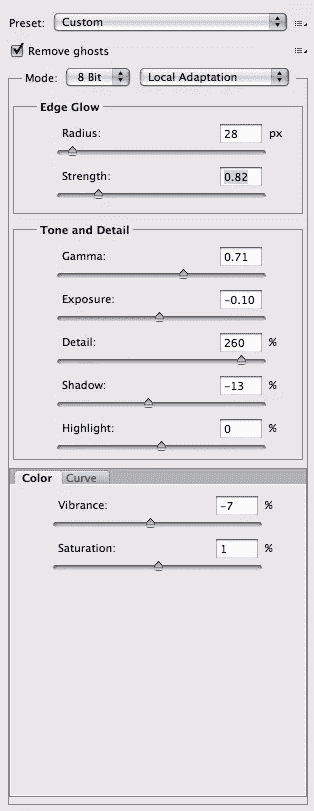 Preset: Custom
Remove ghosts
Mode: 8 Bit Local Adaptation
Edge Glow
Radius: 28 px
Strength: 0.82
Tone and Detail
Gamma: 0.71
Exposure: -0.10
Detail: 260 %
Shadow: -13 %
Highlight: 0 %
Color Curve
Vibrance: -7 %
Saturation: 1 %